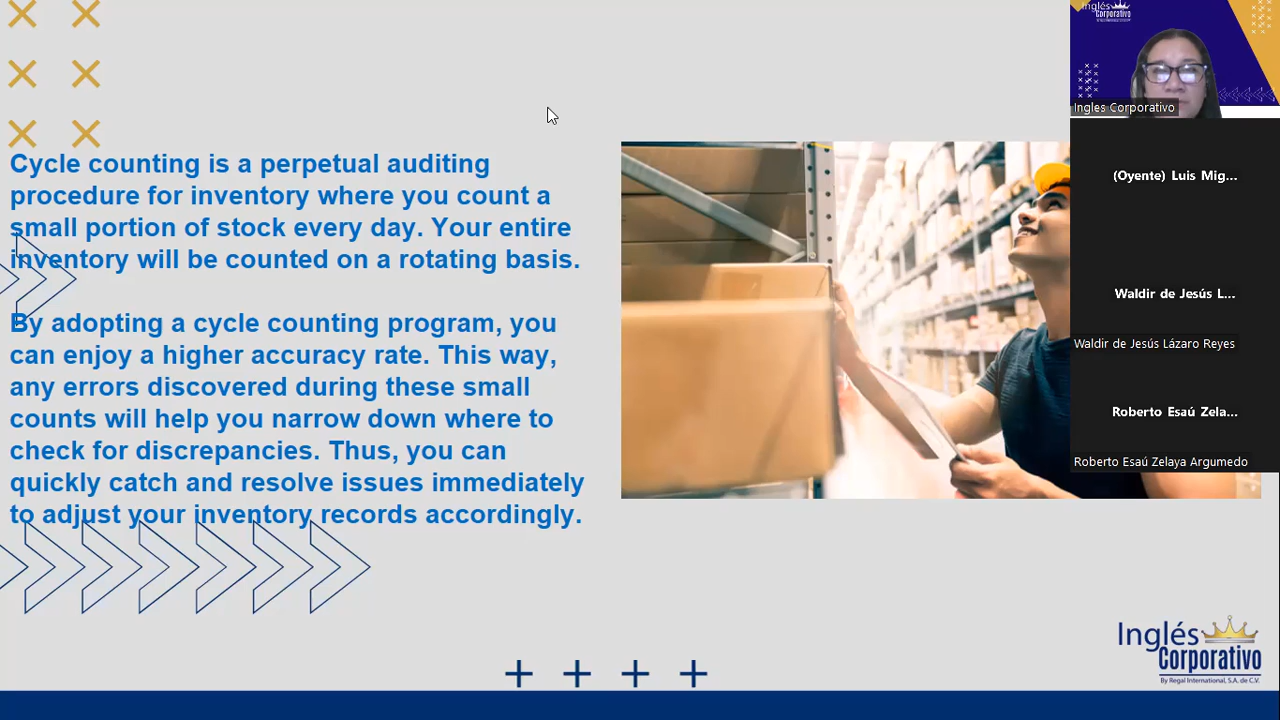 Cycle counting is a perpetual auditing
procedure for inventory where you count a
small portion of stock every day. Your entire
inventory will be counted on a rotating basis.
By adopting a cycle counting program, you
can enjoy a higher accuracy rate. This way,
any errors discovered during these small
counts will help you narrow down where to
check for discrepancies. Thus, you can
quickly catch and resolve issues immediately
to adjust your inventory records accordingly.
Inglés
Corporativo
Ingles Corporativo
(Oyente) Luis Mig...
Waldir de Jesús L...
Waldir de Jesús Lázaro Reyes
Roberto Esaú Zela...
Roberto Esaú Zelaya Argumedo
Inglés
Corporativo
By Regal International, S.A. de C.V.